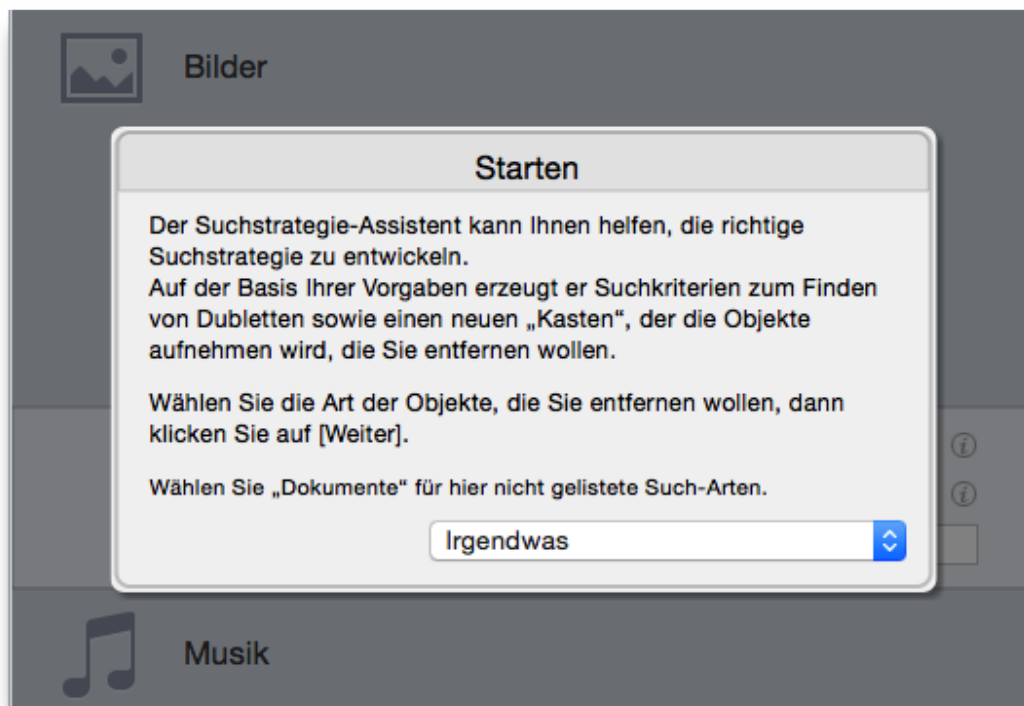 Bilder
Starten
Der Suchstrategie-Assistent kann Ihnen helfen, die richtige
Suchstrategie zu entwickeln.
Auf der Basis Ihrer Vorgaben erzeugt er Suchkriterien zum Finden
von Dubletten sowie einen neuen „Kasten“, der die Objekte
aufnehmen wird, die Sie entfernen wollen.
Wählen Sie die Art der Objekte, die Sie entfernen wollen, dann
klicken Sie auf [Weiter].
Wählen Sie „Dokumente“ für hier nicht gelistete Such-Arten.
Irgendwas
Musik